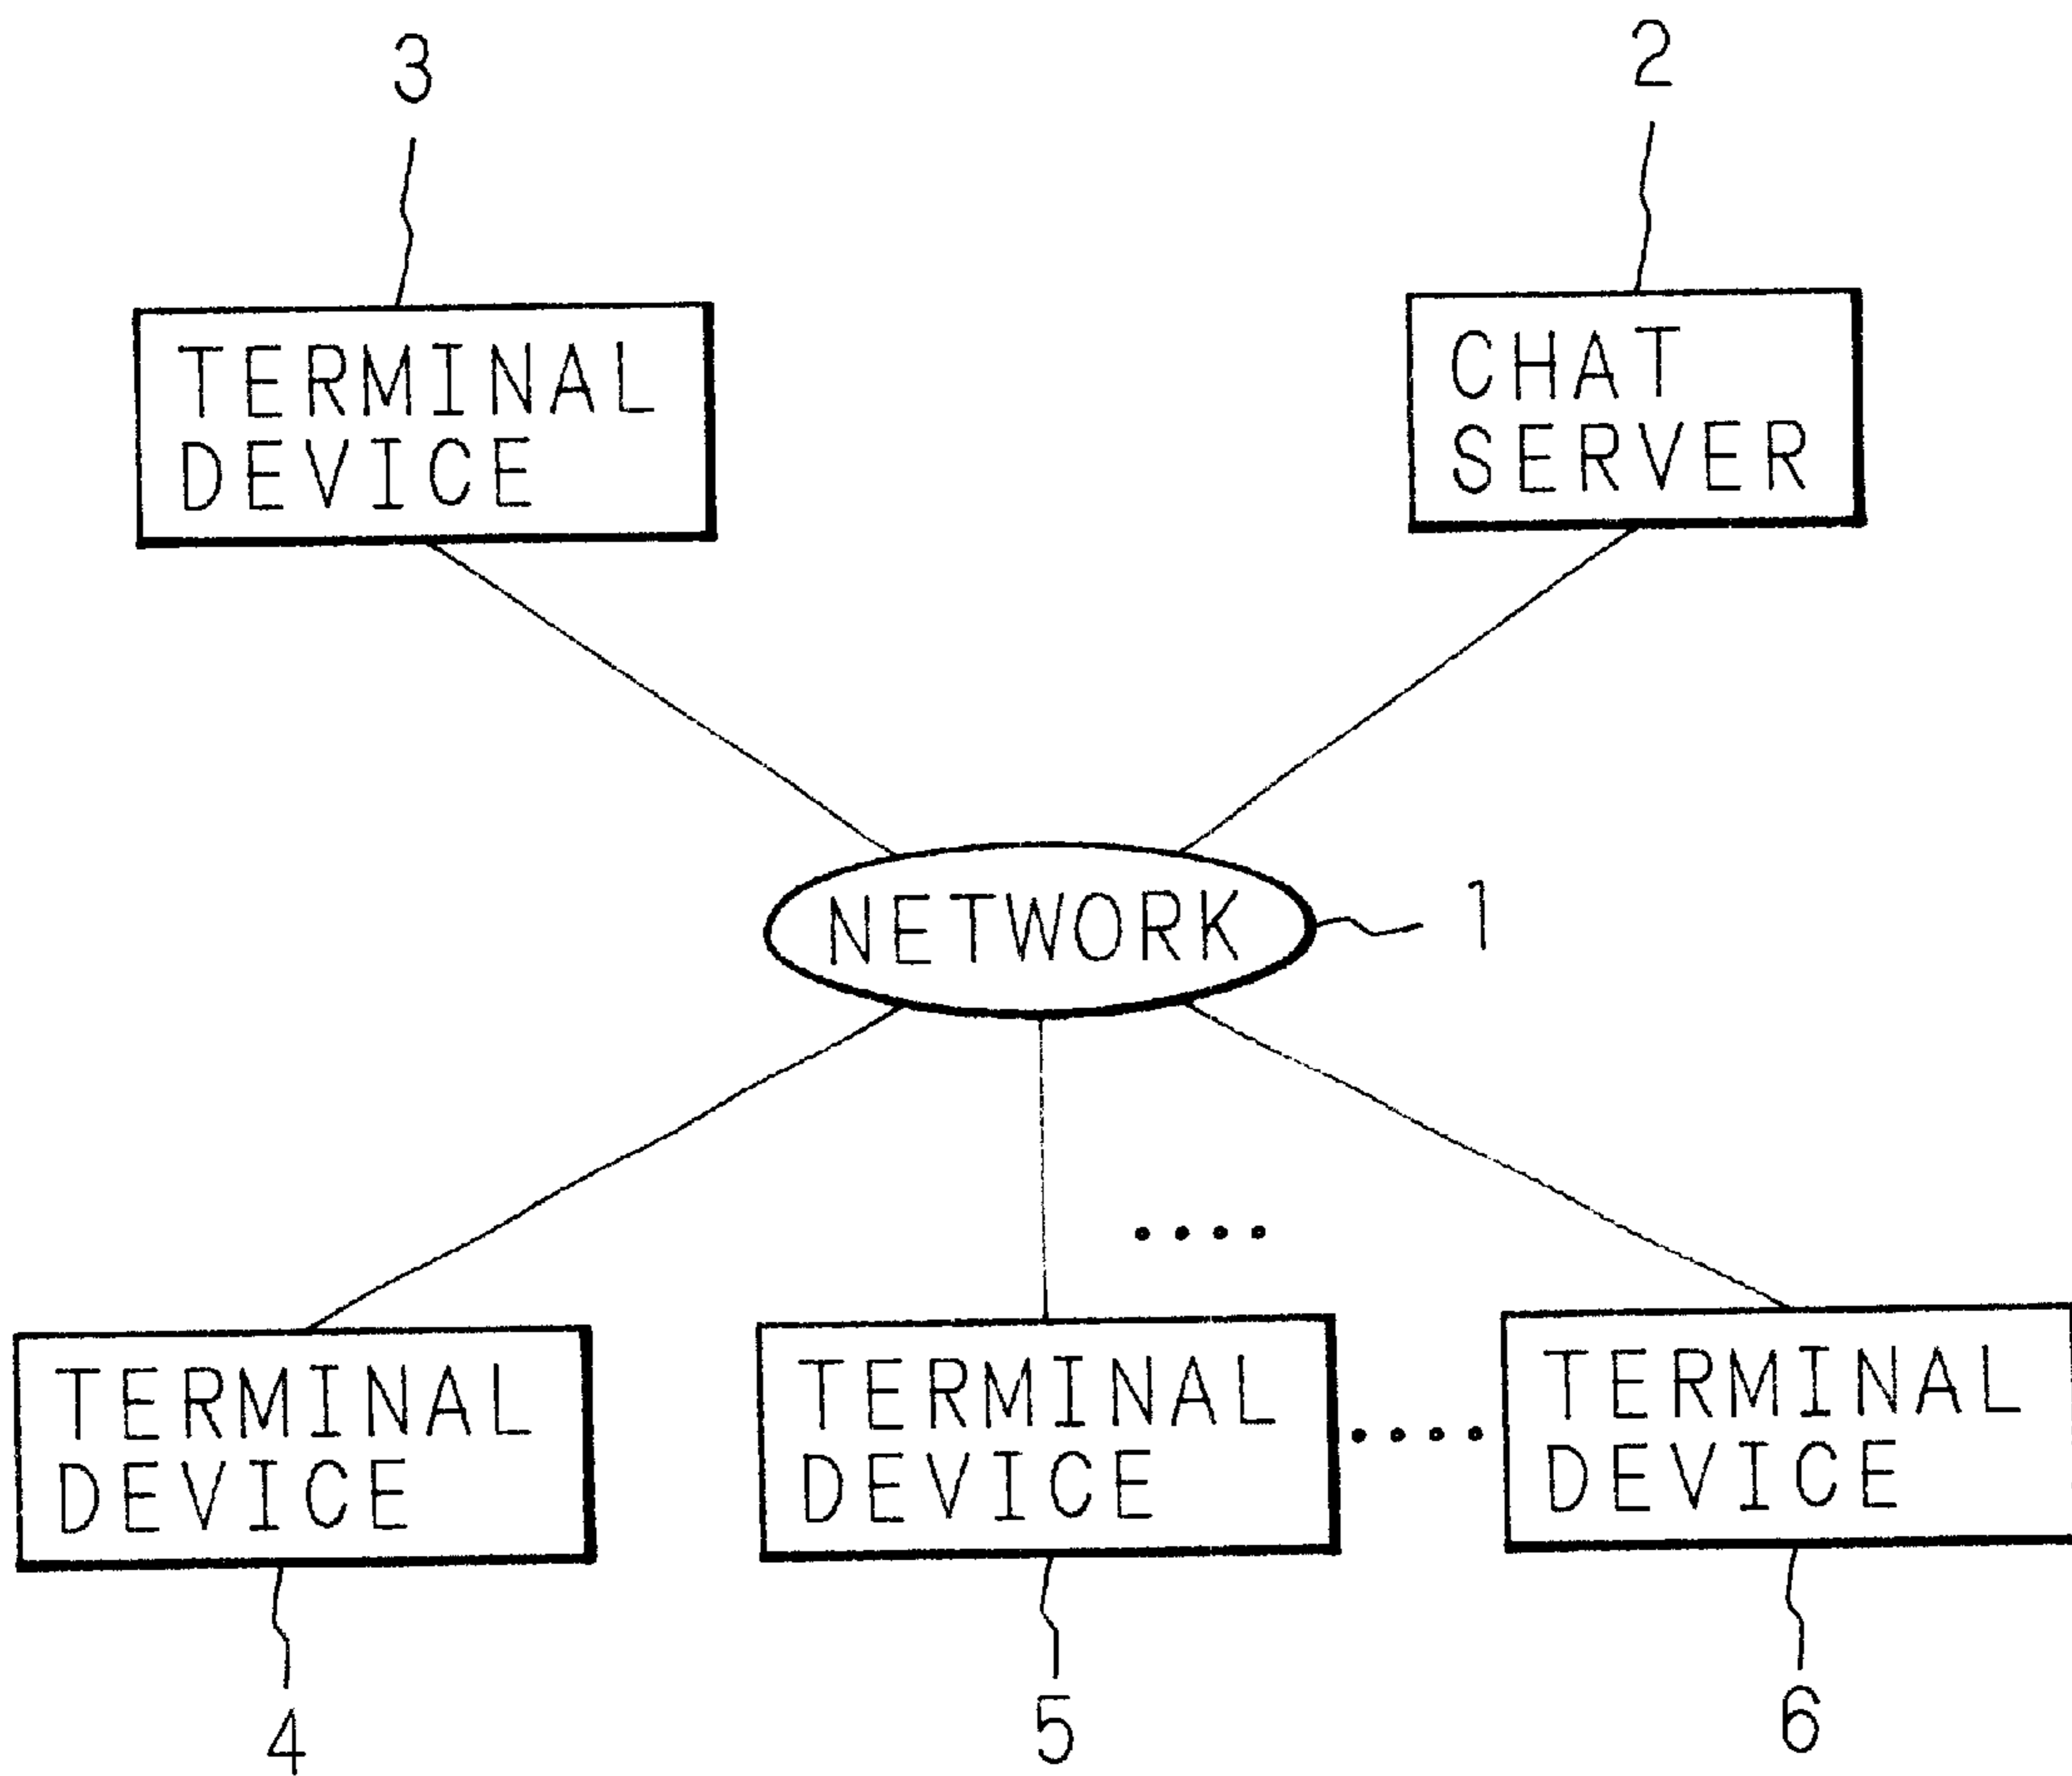 3
2
TERMINAL
DEVICE
CHAT
SERVER
NETWORK
1
TERMINAL
DEVICE
TERMINAL
DEVICE
TERMINAL
DEVICE
4
5
6